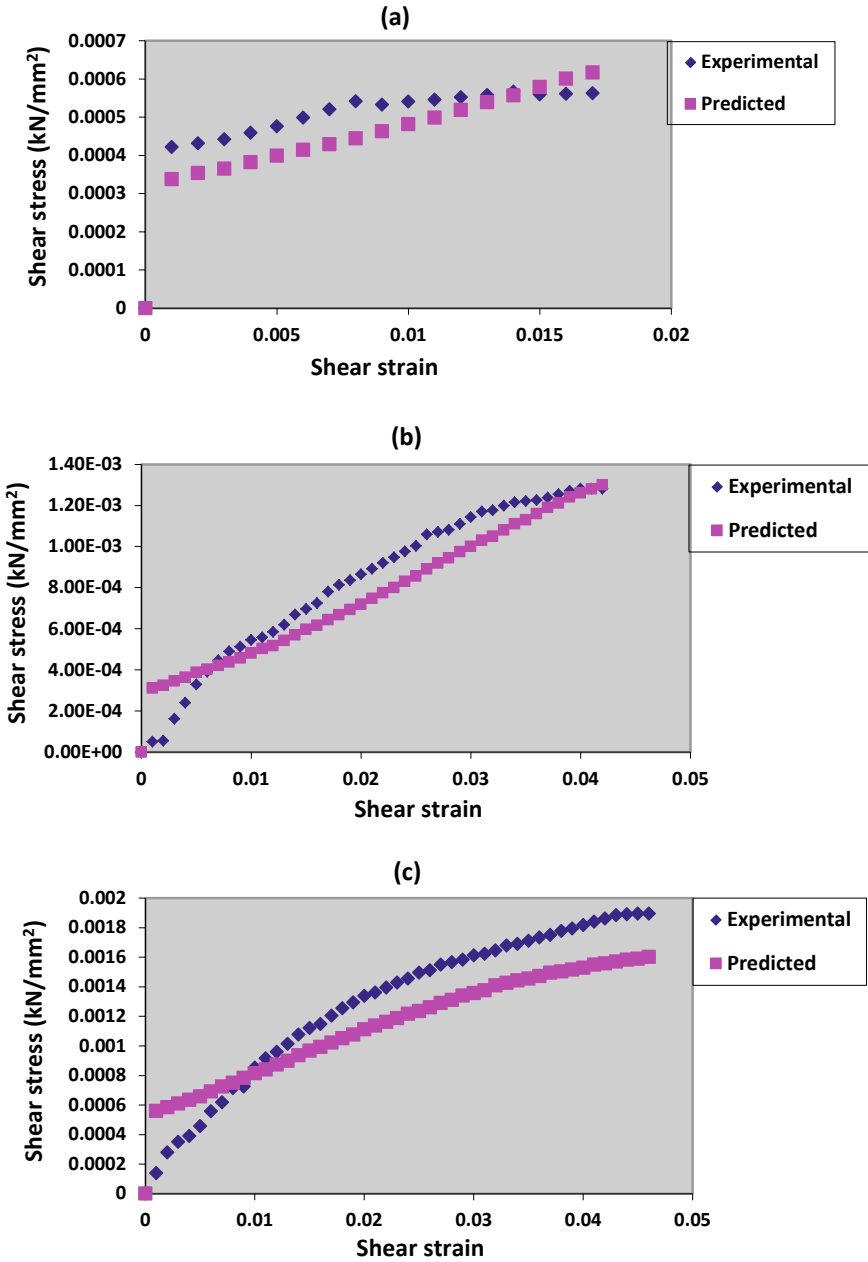 (a)
0.0007
0.0006
0.0005
0.0004
0.0003
0.0002
0.0001
0
Shear stress (kN/mm²)
0 0.005 0.01 0.015 0.02
Shear strain
Experimental
Predicted
(b)
1.40E-03
1.20E-03
1.00E-03
8.00E-04
6.00E-04
4.00E-04
2.00E-04
0.00E+00
Shear stress (kN/mm²)
0 0.01 0.02 0.03 0.04 0.05
Shear strain
Experimental
Predicted
(c)
0.002
0.0018
0.0016
0.0014
0.0012
0.001
0.0008
0.0006
0.0004
0.0002
0
Shear stress (kN/mm²)
0 0.01 0.02 0.03 0.04 0.05
Shear strain
Experimental
Predicted